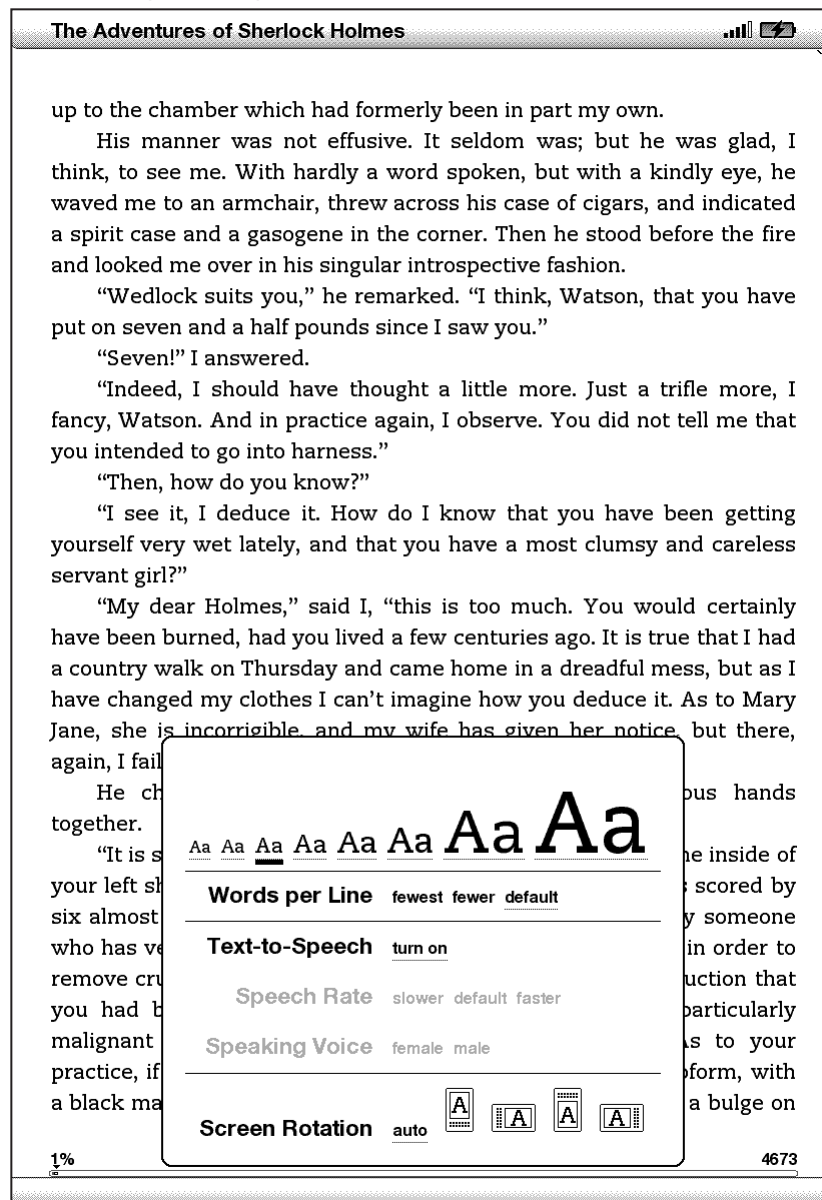 The Adventures of Sherlock Holmes
up to the chamber which had formerly been in part my own.
His manner was not effusive. It seldom was; but he was glad, I
think, to see me. With hardly a word spoken, but with a kindly eye, he
waved me to an armchair, threw across his case of cigars, and indicated
a spirit case and a gasogene in the corner. Then he stood before the fire
and looked me over in his singular introspective fashion.
“Wedlock suits you,” he remarked. “I think, Watson, that you have
put on seven and a half pounds since I saw you.”
“Seven!” I answered.
“Indeed, I should have thought a little more. Just a trifle more, I
fancy, Watson. And in practice again, I observe. You did not tell me that
you intended to go into harness.”
“Then, how do you know?”
“I see it, I deduce it. How do I know that you have been getting
yourself very wet lately, and that you have a most clumsy and careless
servant girl?”
“My dear Holmes,” said I, “this is too much. You would certainly
have been burned, had you lived a few centuries ago. It is true that I had
a country walk on Thursday and came home in a dreadful mess, but as I
have changed my clothes I can’t imagine how you deduce it. As to Mary
Jane, she is incorrigible, and my wife has given her notice, but there,
again, I fail
He hands
together.
“It is inside of
your left scored by
six almost someone
who has in order to
remove that
you had particularly
malignant to your
practice, if with
a black a bulge on
Aa Aa Aa Aa Aa Aa Aa Aa
Words per Line fewest fewer default
Text-to-Speech turn on
Speech Rate slower default faster
Speaking Voice female male
Screen Rotation auto A A A A
1% 4673